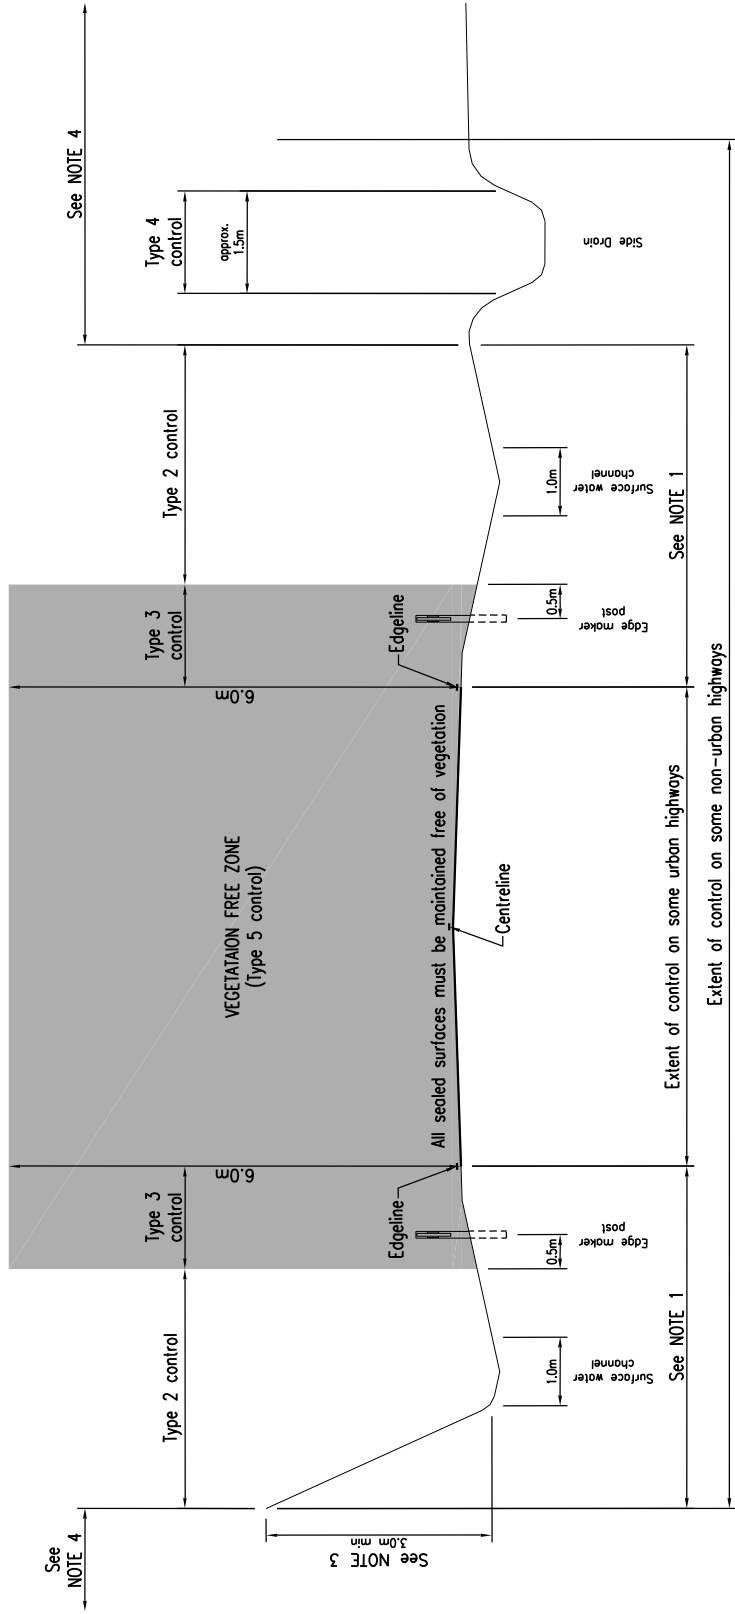 See
NOTE 4
See NOTE 4
Type 2 control
Type 3
control
Type 3
control
Type 2 control
Type 4
control
approx.
1.5m
6.0m
6.0m
VEGETATAION FREE ZONE
(Type 5 control)
See NOTE 3
3.0m min
Edgeline
All sealed surfaces must be maintained free of vegetation
Edgeline
Centreline
1.0m
Surface water
channel
0.5m
Edge maker
post
0.5m
Edge maker
post
1.0m
Surface water
channel
Side Drain
See NOTE 1
Extent of control on some urban highways
See NOTE 1
Extent of control on some non-urban highways